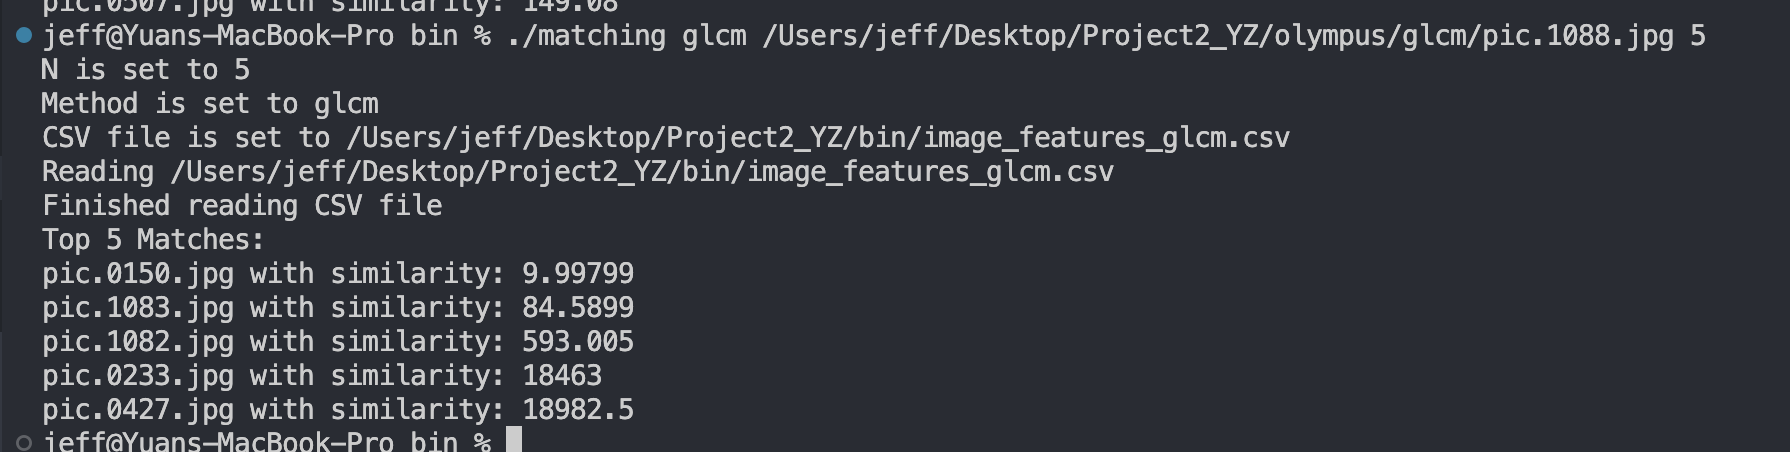 pic.0507.jpg with similarity: 149.08
jeff@Yuans-MacBook-Pro bin % ./matching glcm /Users/jeff/Desktop/Project2_YZ/olympus/glcm/pic.1088.jpg 5
N is set to 5
Method is set to glcm
CSV file is set to /Users/jeff/Desktop/Project2_YZ/bin/image_features_glcm.csv
Reading /Users/jeff/Desktop/Project2_YZ/bin/image_features_glcm.csv
Finished reading CSV file
Top 5 Matches:
pic.0150.jpg with similarity: 9.99799
pic.1083.jpg with similarity: 84.5899
pic.1082.jpg with similarity: 593.005
pic.0233.jpg with similarity: 18463
pic.0427.jpg with similarity: 18982.5
jeff@Yuans-MacBook-Pro bin %